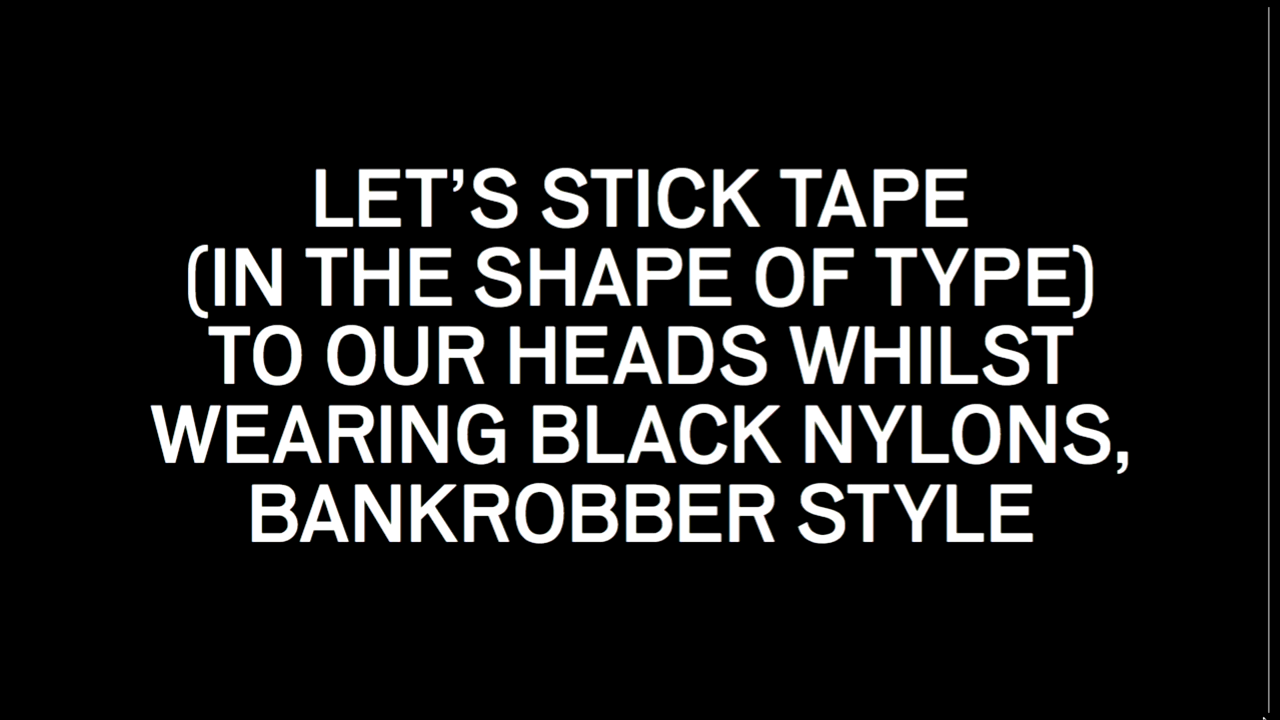 LET’S STICK TAPE
(IN THE SHAPE OF TYPE)
TO OUR HEADS WHILST
WEARING BLACK NYLONS,
BANKROBBER STYLE